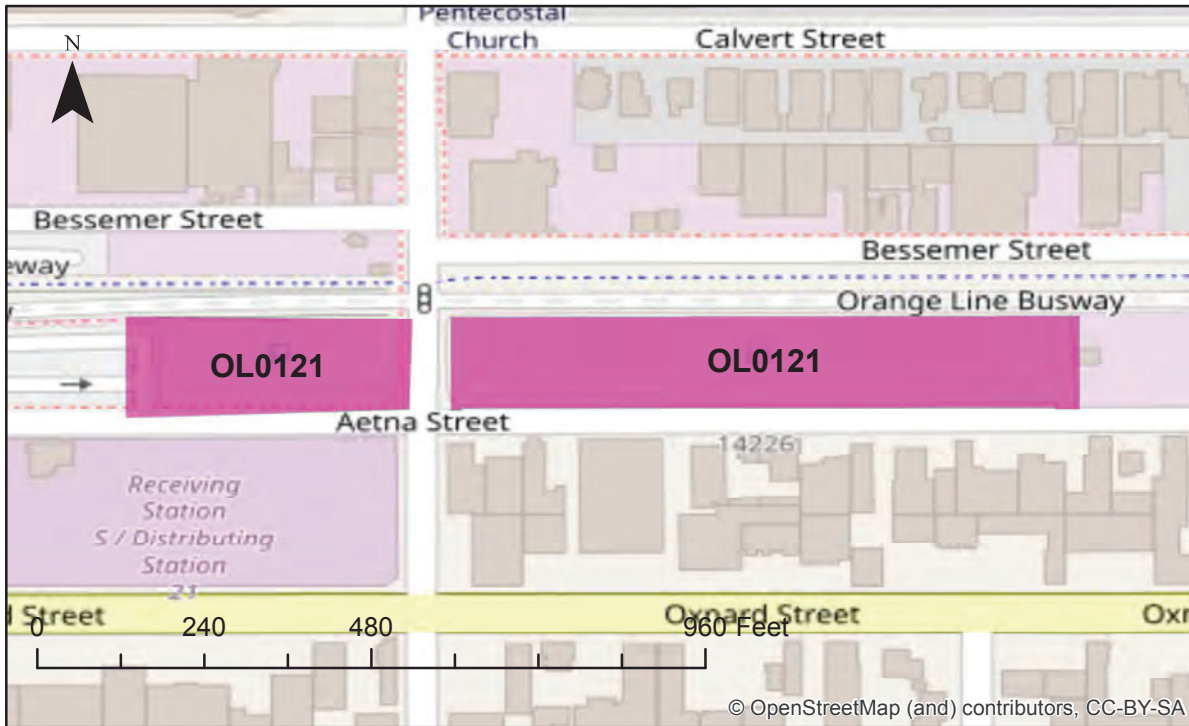 Pentecostal
Church
Calvert Street
N
Bessemer Street
Bessemer Street
eway
Orange Line Busway
OL0121
OL0121
Aetna Street
14226
Receiving
Station
S / Distributing
Station
21
d Street
Oxnard Street
Oxn
0 240 480 960 Feet
© OpenStreetMap (and) contributors, CC-BY-SA